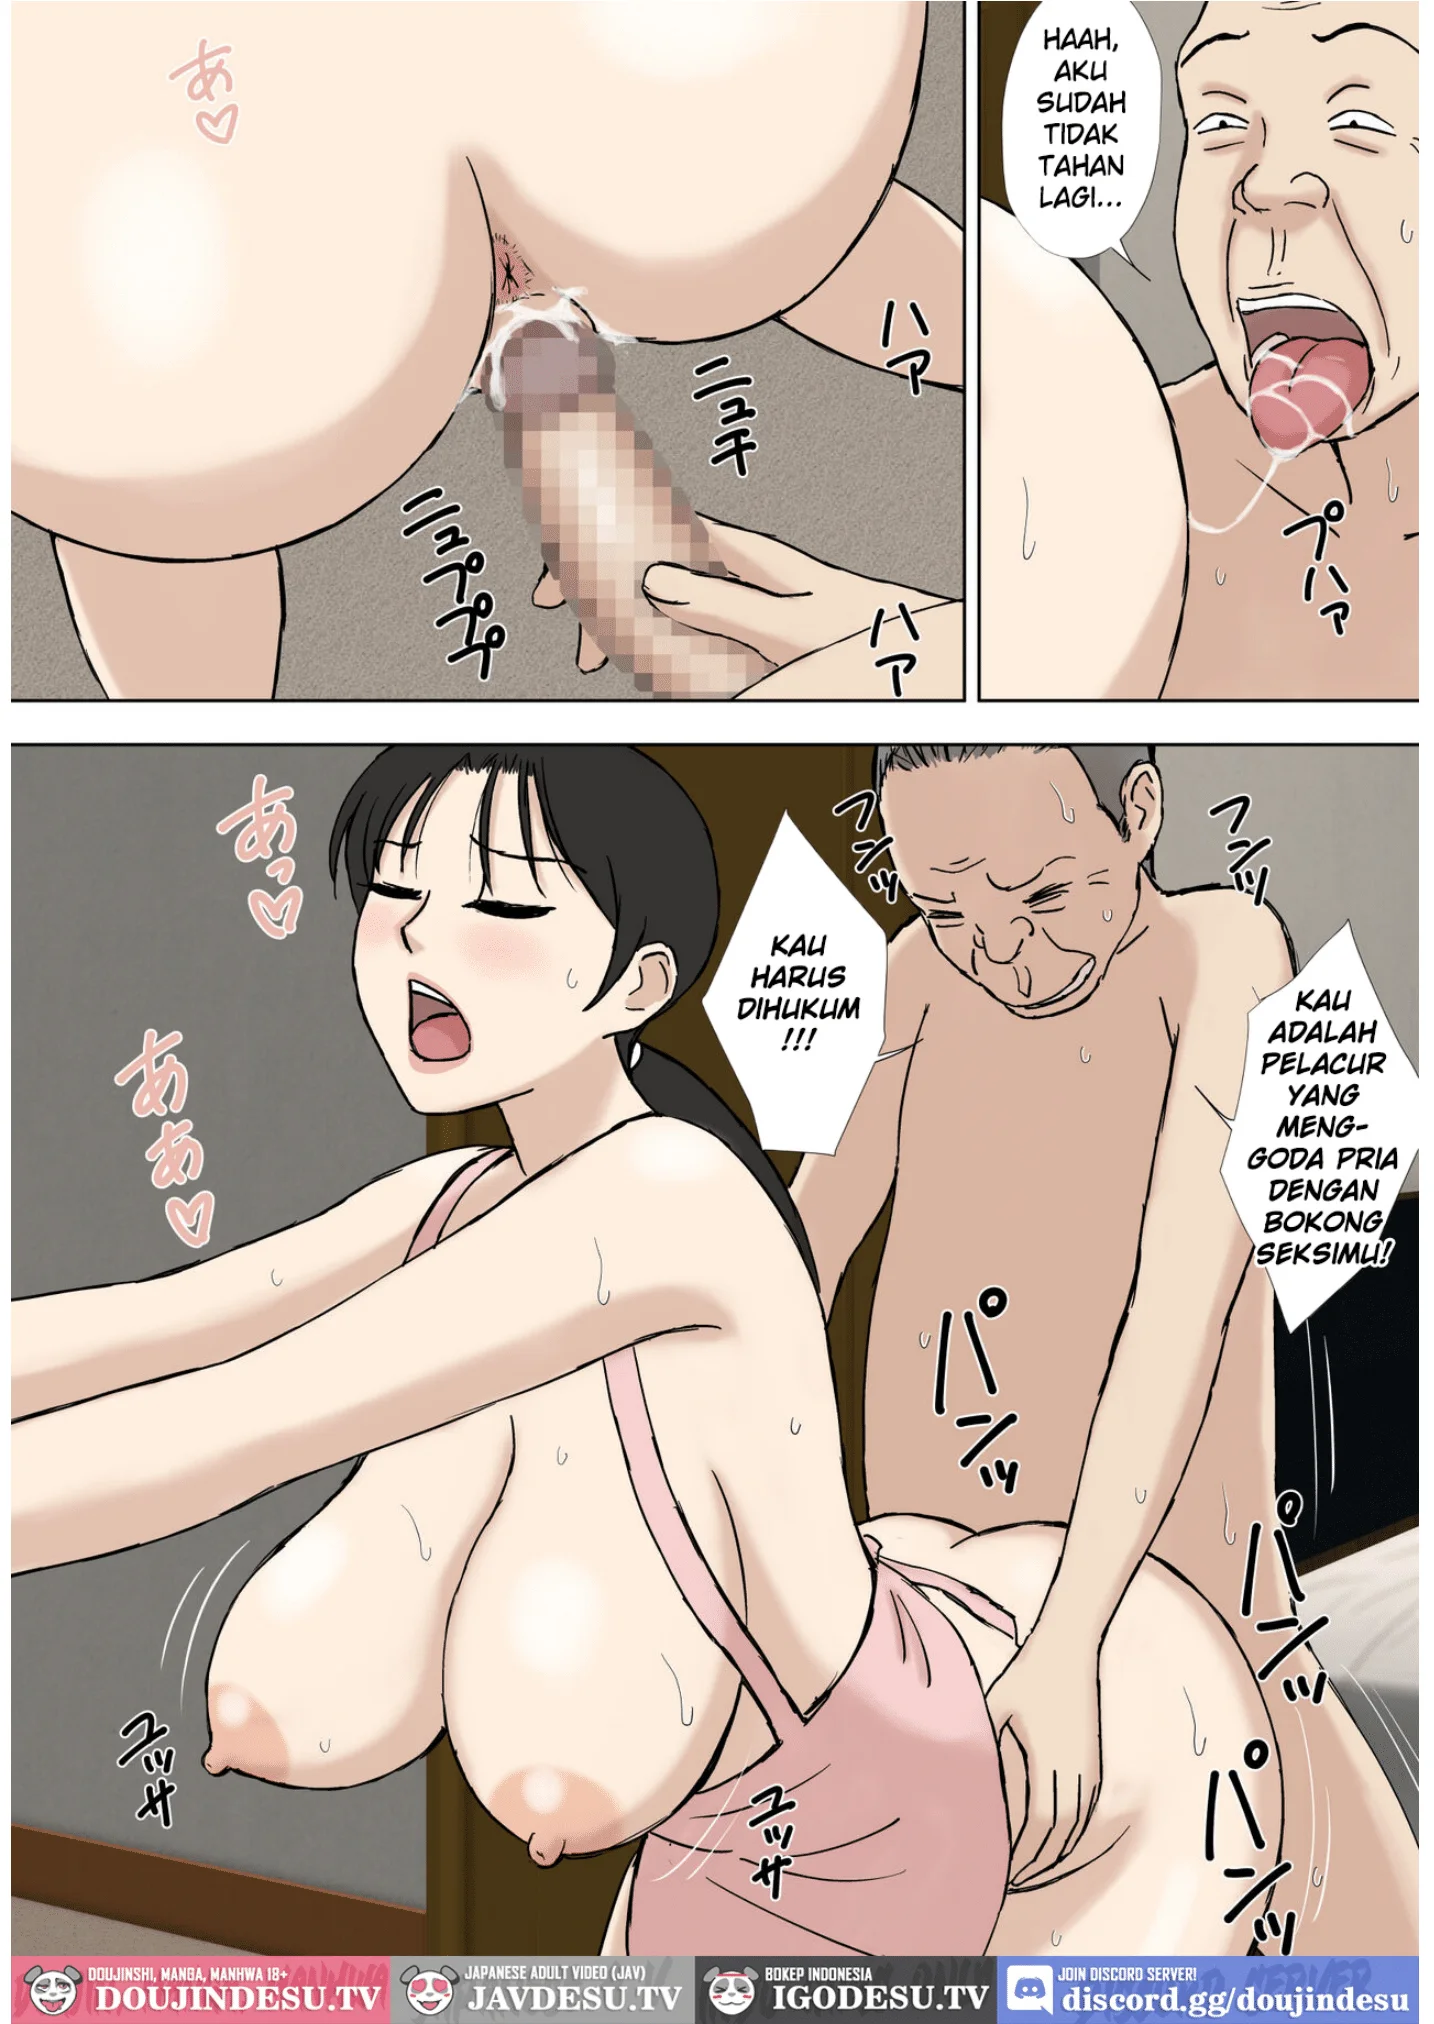 あ♡
HAAH,
AKU
SUDAH
TIDAK
TAHAN
LAGI...
ハァ
ニュチ
ニュプププ
ハァ
プハァ
あっ♡
フンッ
フンッ
KAU
HARUS
DIHUKUM
!!!
KAU
ADALAH
PELACUR
YANG
MENG-
GODA PRIA
DENGAN
BOKONG
SEKSIMU!
ああ♡
パンッ
パンッ
パンッ
ユッサ
ユッサ
DOUJINSHI, MANGA, MANHWA 18+
DOUJINDESU.TV
JAPANESE ADULT VIDEO (JAV)
JAVDESU.TV
BOKEP INDONESIA
IGODESU.TV
JOIN DISCORD SERVER!
discord.gg/doujindesu